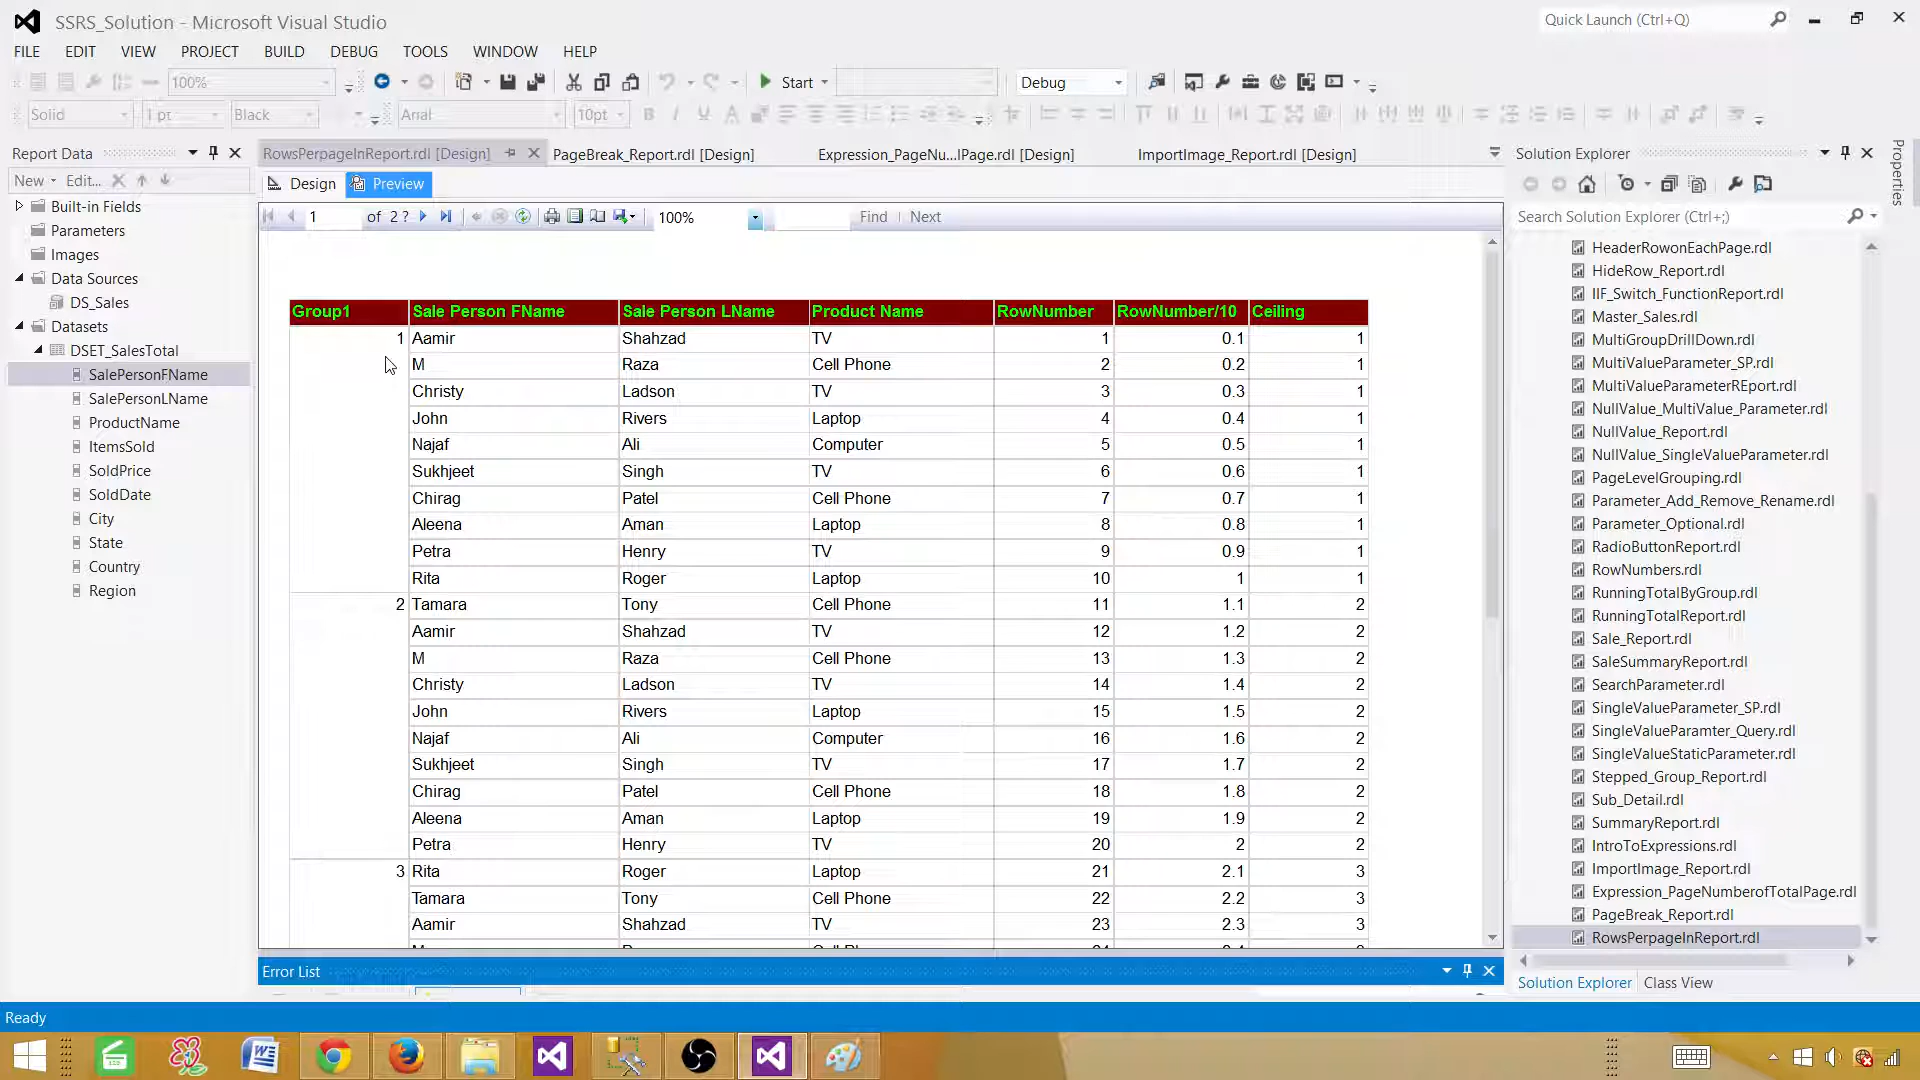 SSRS_Solution - Microsoft Visual Studio
Quick Launch (Ctrl+Q)
FILE EDIT VIEW PROJECT BUILD DEBUG TOOLS WINDOW HELP
100% Start Debug
Solid 1 pt Black Arial 10pt B I U A
Report Data
New Edit...
Built-in Fields
Parameters
Images
Data Sources
DS_Sales
Datasets
DSET_SalesTotal
SalePersonFName
SalePersonLName
ProductName
ItemsSold
SoldPrice
SoldDate
City
State
Country
Region
RowsPerpageInReport.rdl [Design] PageBreak_Report.rdl [Design] Expression_PageNu...lPage.rdl [Design] ImportImage_Report.rdl [Design]
Design Preview
1 of 2 ? 100% Find Next
Group1 Sale Person FName Sale Person LName Product Name RowNumber RowNumber/10 Ceiling
1 Aamir Shahzad TV 1 0.1 1
M Raza Cell Phone 2 0.2 1
Christy Ladson TV 3 0.3 1
John Rivers Laptop 4 0.4 1
Najaf Ali Computer 5 0.5 1
Sukhjeet Singh TV 6 0.6 1
Chirag Patel Cell Phone 7 0.7 1
Aleena Aman Laptop 8 0.8 1
Petra Henry TV 9 0.9 1
Rita Roger Laptop 10 1 1
2 Tamara Tony Cell Phone 11 1.1 2
Aamir Shahzad TV 12 1.2 2
M Raza Cell Phone 13 1.3 2
Christy Ladson TV 14 1.4 2
John Rivers Laptop 15 1.5 2
Najaf Ali Computer 16 1.6 2
Sukhjeet Singh TV 17 1.7 2
Chirag Patel Cell Phone 18 1.8 2
Aleena Aman Laptop 19 1.9 2
Petra Henry TV 20 2 2
3 Rita Roger Laptop 21 2.1 3
Tamara Tony Cell Phone 22 2.2 3
Aamir Shahzad TV 23 2.3 3
Error List
Solution Explorer
Properties
Search Solution Explorer (Ctrl+;)
HeaderRowonEachPage.rdl
HideRow_Report.rdl
IIF_Switch_FunctionReport.rdl
Master_Sales.rdl
MultiGroupDrillDown.rdl
MultiValueParameter_SP.rdl
MultiValueParameterREport.rdl
NullValue_MultiValue_Parameter.rdl
NullValue_Report.rdl
NullValue_SingleValueParameter.rdl
PageLevelGrouping.rdl
Parameter_Add_Remove_Rename.rdl
Parameter_Optional.rdl
RadioButtonReport.rdl
RowNumbers.rdl
RunningTotalByGroup.rdl
RunningTotalReport.rdl
Sale_Report.rdl
SaleSummaryReport.rdl
SearchParameter.rdl
SingleValueParameter_SP.rdl
SingleValueParamter_Query.rdl
SingleValueStaticParameter.rdl
Stepped_Group_Report.rdl
Sub_Detail.rdl
SummaryReport.rdl
IntroToExpressions.rdl
ImportImage_Report.rdl
Expression_PageNumberofTotalPage.rdl
PageBreak_Report.rdl
RowsPerpageInReport.rdl
Solution Explorer Class View
Ready